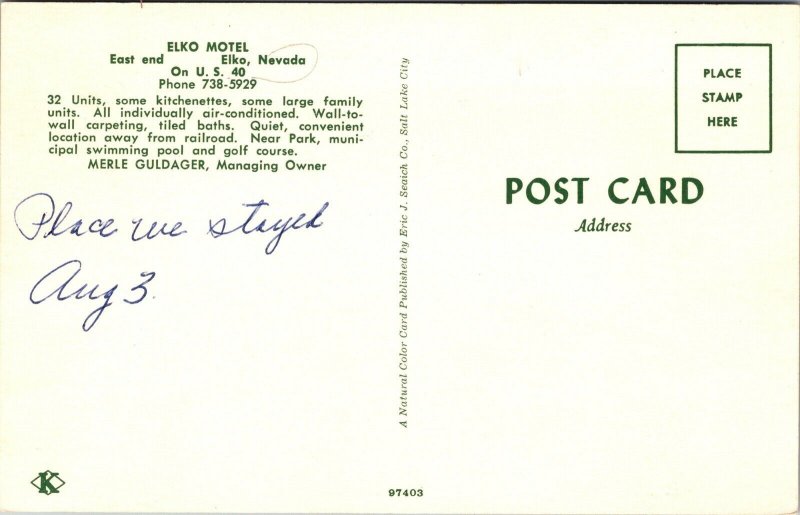 ELKO MOTEL
East end Elko, Nevada
On U. S. 40
Phone 738-5929
32 Units, some kitchenettes, some large family
units. All individually air-conditioned. Wall-to-
wall carpeting, tiled baths. Quiet, convenient
location away from railroad. Near Park, muni-
cipal swimming pool and golf course.
MERLE GULDAGER, Managing Owner
Place we stayed
Aug 3.
K
A Natural Color Card Published by Eric J. Seaich Co., Salt Lake City
97403
PLACE
STAMP
HERE
POST CARD
Address